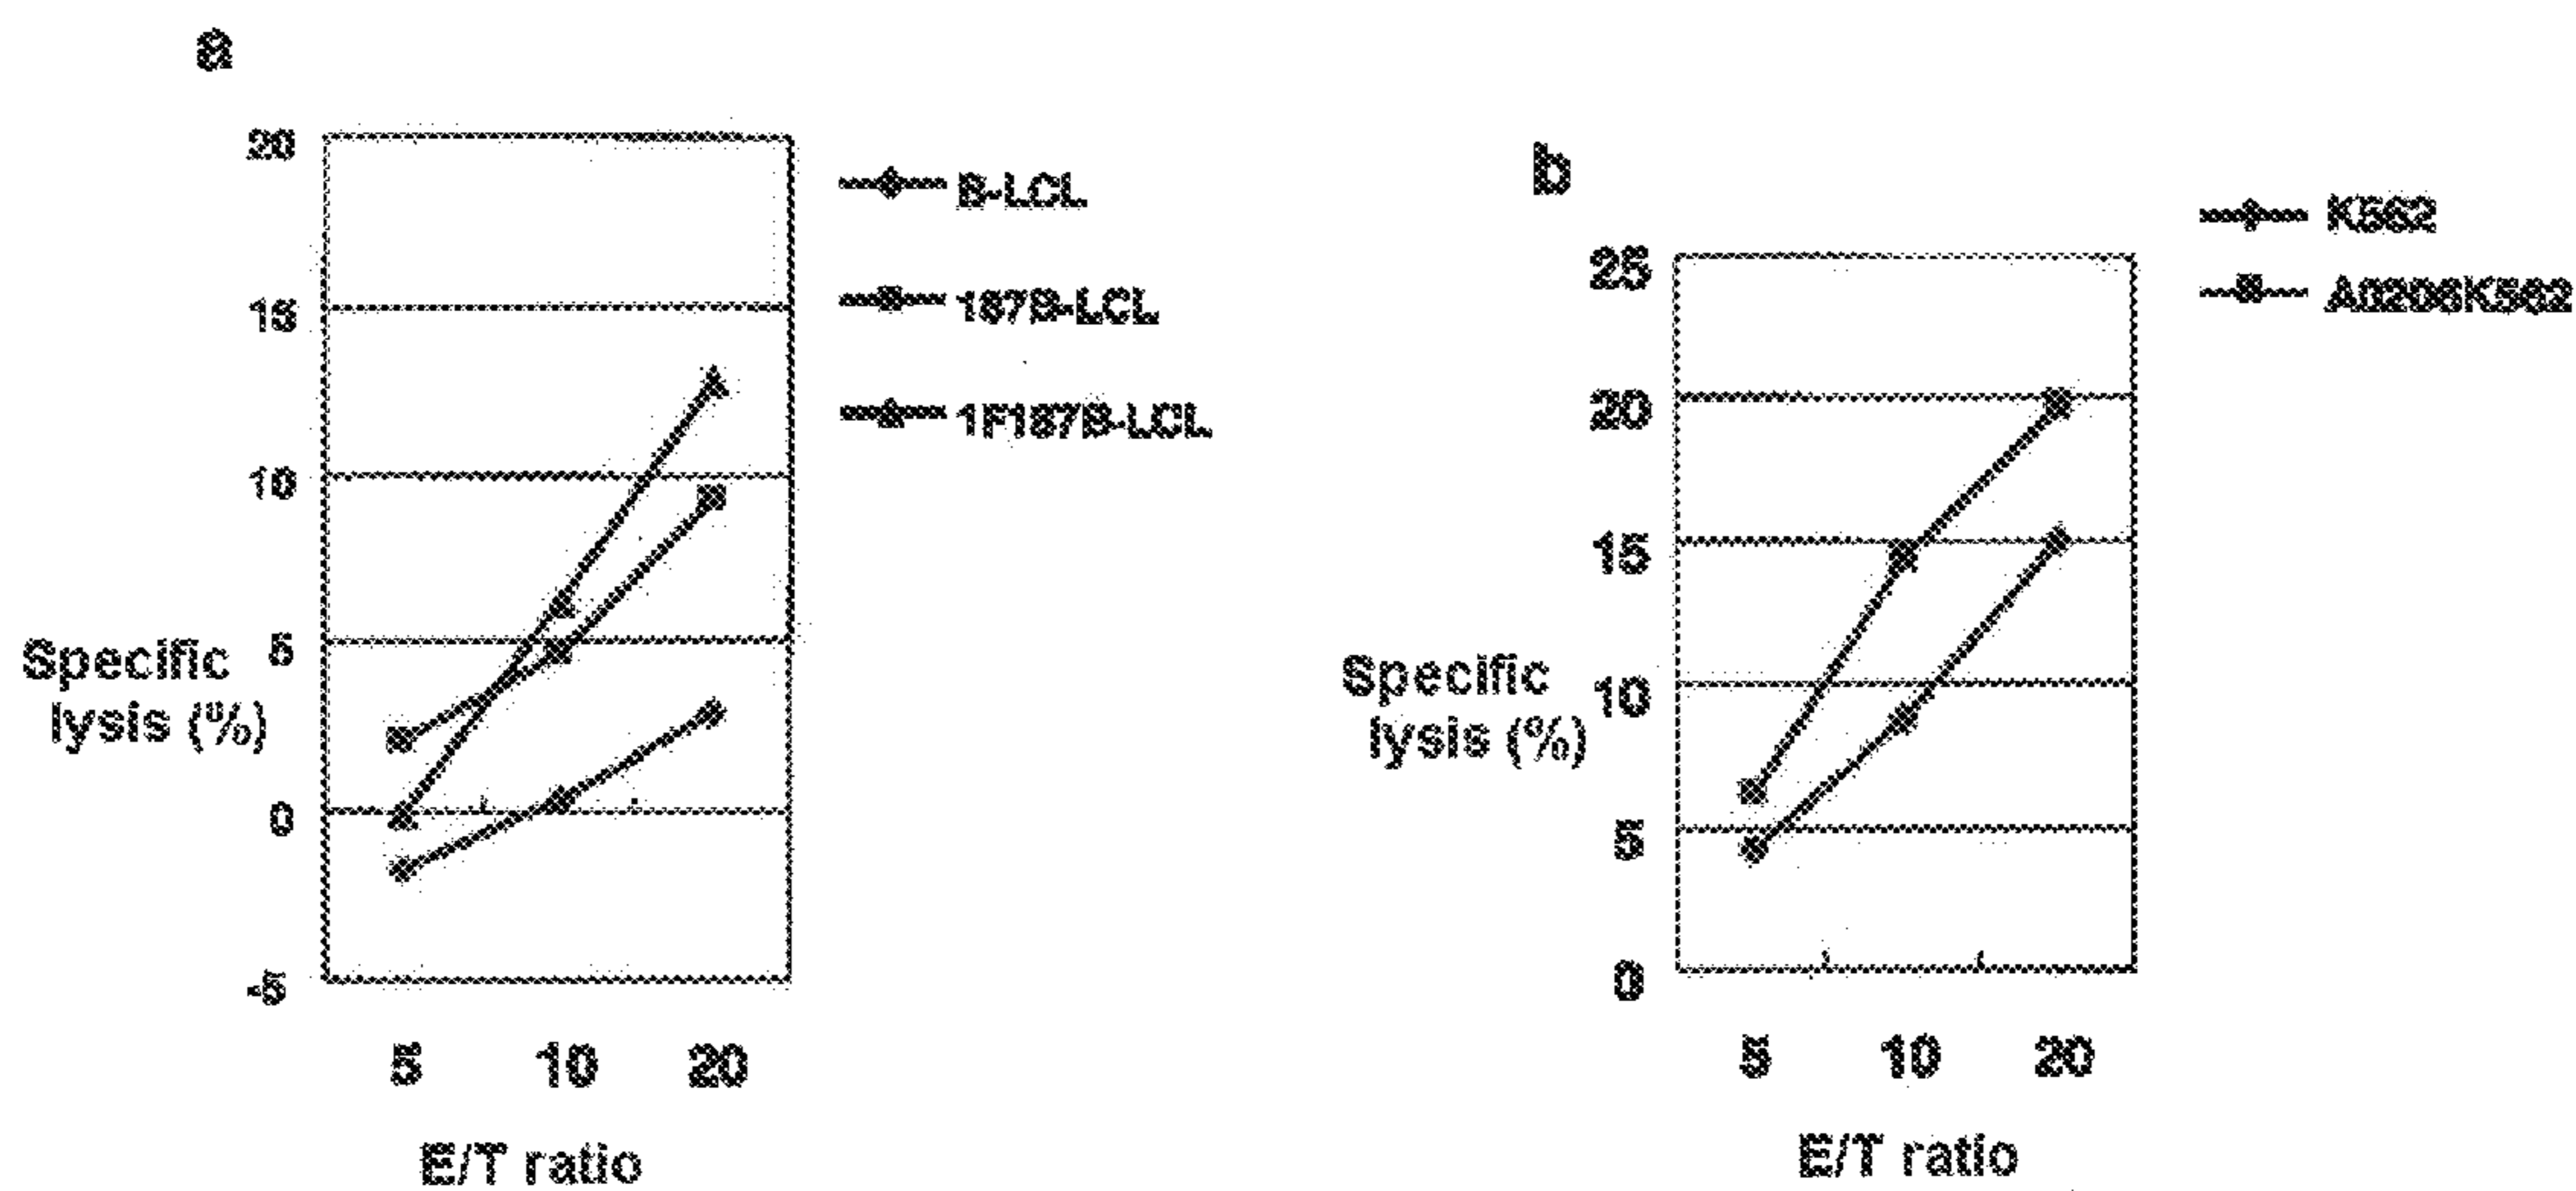 a
20
15
10
5
0
-5
Specific
lysis (%)
5 10 20
E/T ratio
B-LCL
187B-LCL
1F187B-LCL
b
25
20
15
10
5
0
Specific
lysis (%)
5 10 20
E/T ratio
K562
A0206K562